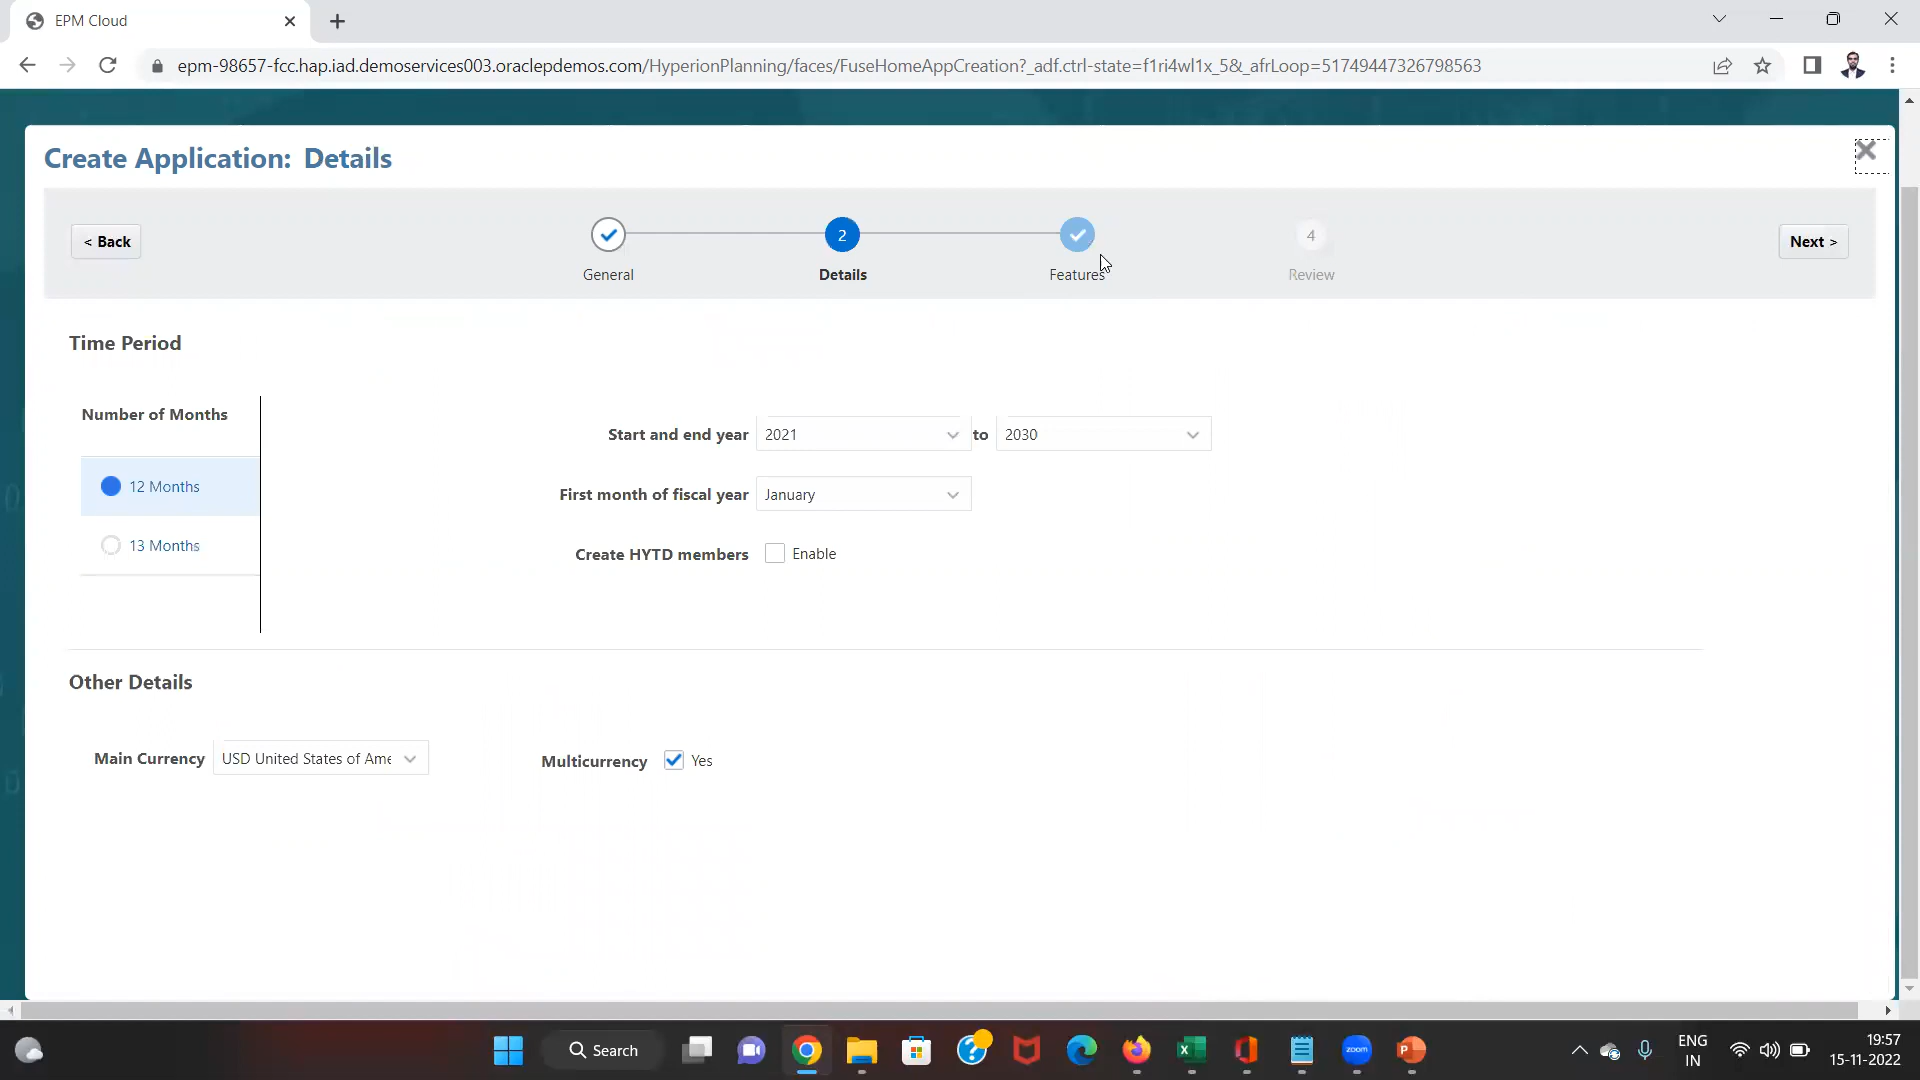 EPM Cloud
epm-98657-fcc.hap.iad.demoservices003.oraclepdemos.com/HyperionPlanning/faces/FuseHomeAppCreation?_adf.ctrl-state=f1ri4wl1x_5&_afrLoop=51749447326798563
Create Application: Details
< Back
2
4
Next >
General
Details
Features
Review
Time Period
Number of Months
12 Months
13 Months
Start and end year 2021 to 2030
First month of fiscal year January
Create HYTD members Enable
Other Details
Main Currency USD United States of Ame
Multicurrency Yes
Search
zoom
ENG
IN
19:57
15-11-2022